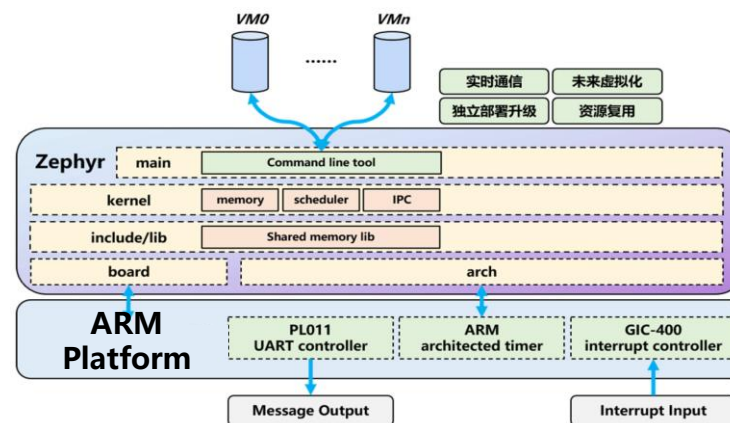 VM0
VMn
......
实时通信
未来虚拟化
独立部署升级
资源复用
Zephyr
main
Command line tool
kernel
memory
scheduler
IPC
include/lib
Shared memory lib
board
arch
ARM
Platform
PL011
UART controller
ARM
architected timer
GIC-400
interrupt controller
Message Output
Interrupt Input